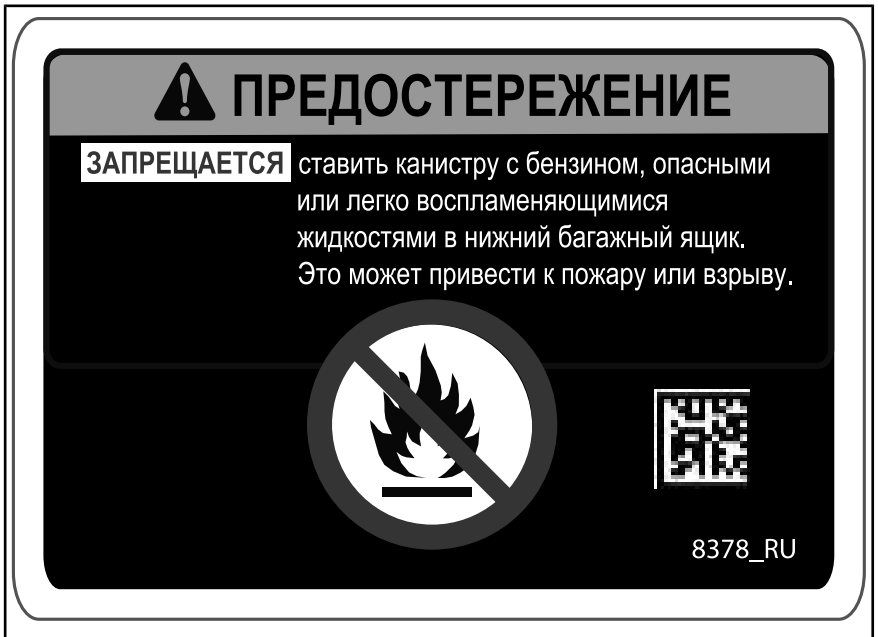 ПРЕДОСТЕРЕЖЕНИЕ
ЗАПРЕЩАЕТСЯ ставить канистру с бензином, опасными
или легко воспламеняющимися
жидкостями в нижний багажный ящик.
Это может привести к пожару или взрыву.
8378_RU